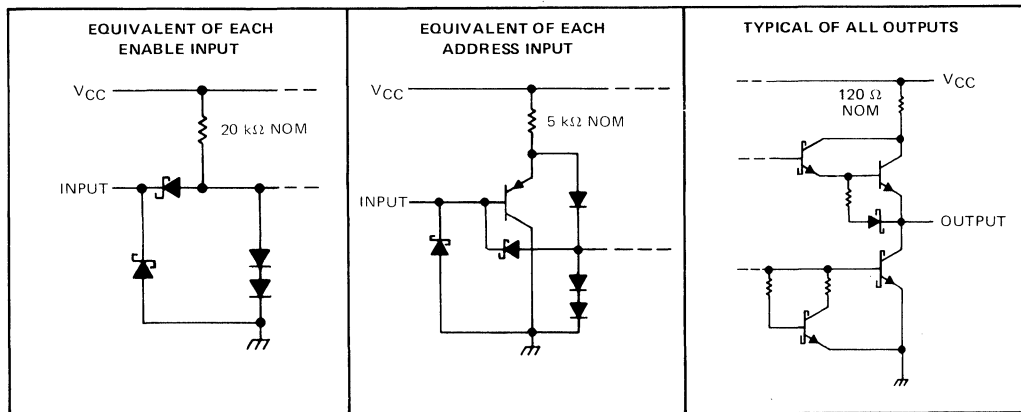 EQUIVALENT OF EACH
ENABLE INPUT
VCC
20 kΩ NOM
INPUT
EQUIVALENT OF EACH
ADDRESS INPUT
VCC
5 kΩ NOM
INPUT
TYPICAL OF ALL OUTPUTS
VCC
120 Ω
NOM
OUTPUT